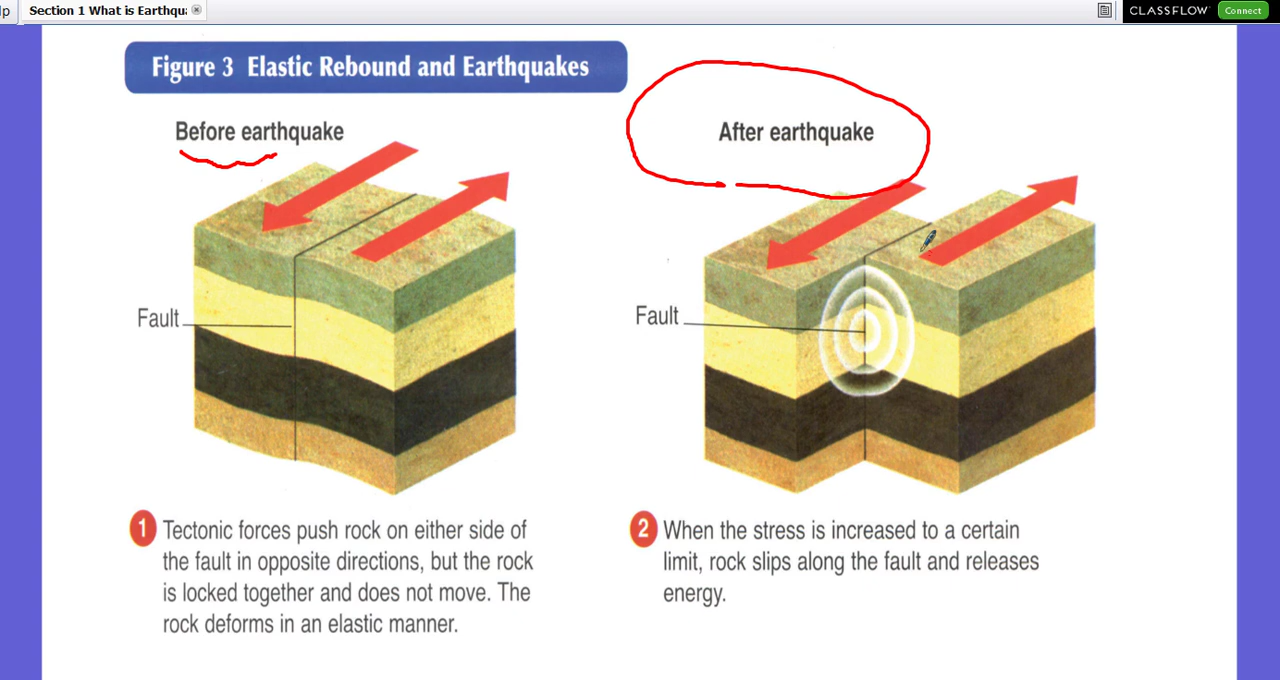 lp
Section 1 What is Earthqu
CLASSFLOW
Connect
Figure 3 Elastic Rebound and Earthquakes
Before earthquake
After earthquake
Fault
Fault
1 Tectonic forces push rock on either side of
the fault in opposite directions, but the rock
is locked together and does not move. The
rock deforms in an elastic manner.
2 When the stress is increased to a certain
limit, rock slips along the fault and releases
energy.